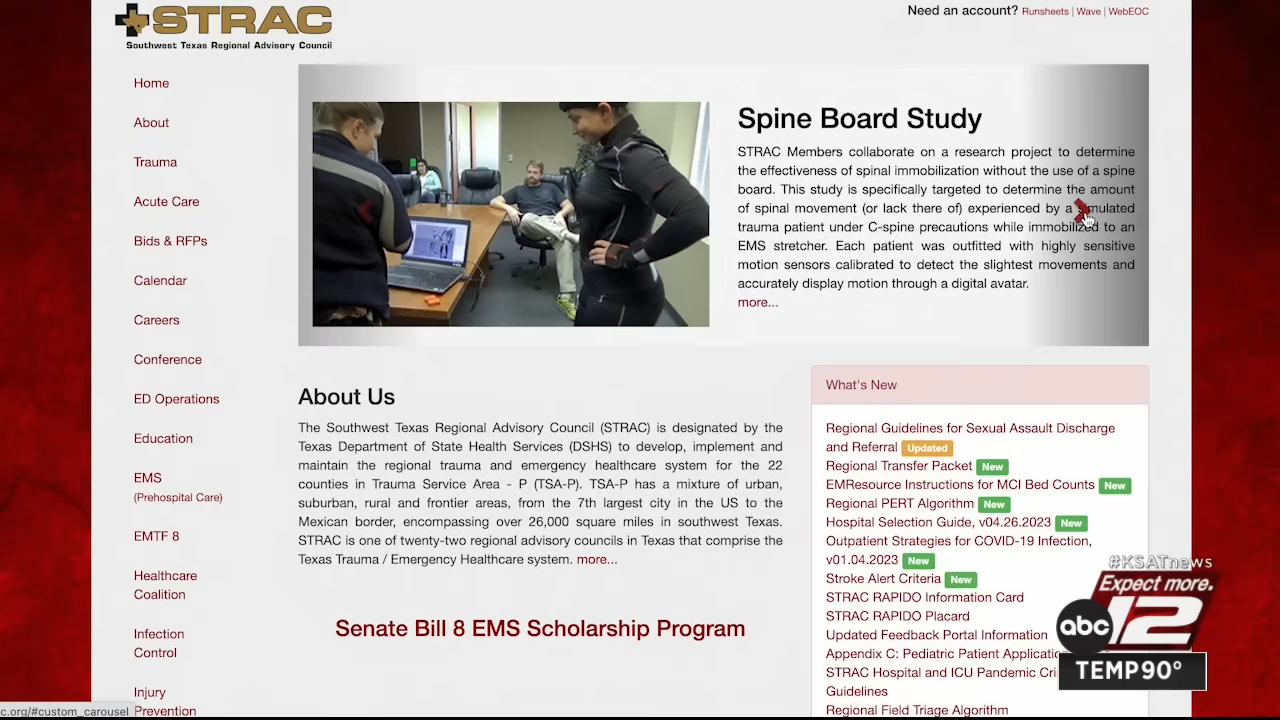 STRAC
Southwest Texas Regional Advisory Council
Need an account? Runsheets | Wave | WebEOC
Home
About
Trauma
Acute Care
Bids & RFPs
Calendar
Careers
Conference
ED Operations
Education
EMS
(Prehospital Care)
EMTF 8
Healthcare
Coalition
Infection
Control
Injury
Prevention
Spine Board Study
STRAC Members collaborate on a research project to determine
the effectiveness of spinal immobilization without the use of a spine
board. This study is specifically targeted to determine the amount
of spinal movement (or lack there of) experienced by a simulated
trauma patient under C-spine precautions while immobilized to an
EMS stretcher. Each patient was outfitted with highly sensitive
motion sensors calibrated to detect the slightest movements and
accurately display motion through a digital avatar.
more...
About Us
The Southwest Texas Regional Advisory Council (STRAC) is designated by the
Texas Department of State Health Services (DSHS) to develop, implement and
maintain the regional trauma and emergency healthcare system for the 22
counties in Trauma Service Area - P (TSA-P). TSA-P has a mixture of urban,
suburban, rural and frontier areas, from the 7th largest city in the US to the
Mexican border, encompassing over 26,000 square miles in southwest Texas.
STRAC is one of twenty-two regional advisory councils in Texas that comprise the
Texas Trauma / Emergency Healthcare system. more...
Senate Bill 8 EMS Scholarship Program
What's New
Regional Guidelines for Sexual Assault Discharge
and Referral Updated
Regional Transfer Packet New
EMResource Instructions for MCI Bed Counts New
Regional PERT Algorithm New
Hospital Selection Guide, v04.26.2023 New
Outpatient Strategies for COVID-19 Infection,
v01.04.2023 New
Stroke Alert Criteria New
STRAC RAPIDO Information Card
STRAC RAPIDO Placard
Updated Feedback Portal Information
Appendix C: Pediatric Patient
STRAC Hospital and ICU Pandemic
Guidelines
Regional Field Triage Algorithm
#KSATnews
Expect more.
abc 12
TEMP 90°
c.org/#custom_carousel